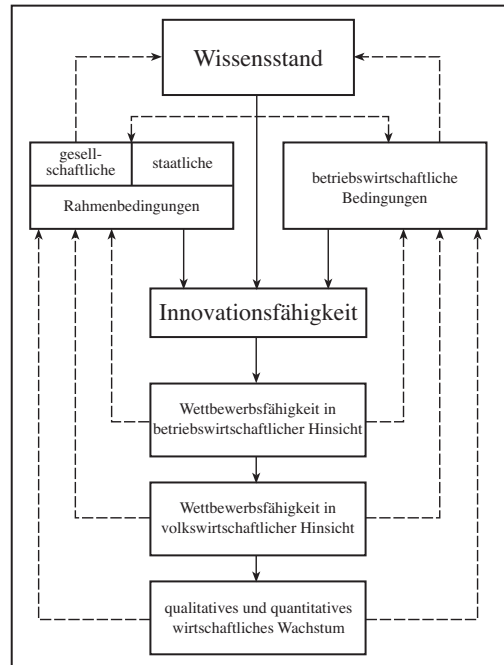 Wissensstand
gesell-
schaftliche
staatliche
Rahmenbedingungen
betriebswirtschaftliche
Bedingungen
Innovationsfähigkeit
Wettbewerbsfähigkeit in
betriebswirtschaftlicher Hinsicht
Wettbewerbsfähigkeit in
volkswirtschaftlicher Hinsicht
qualitatives und quantitatives
wirtschaftliches Wachstum